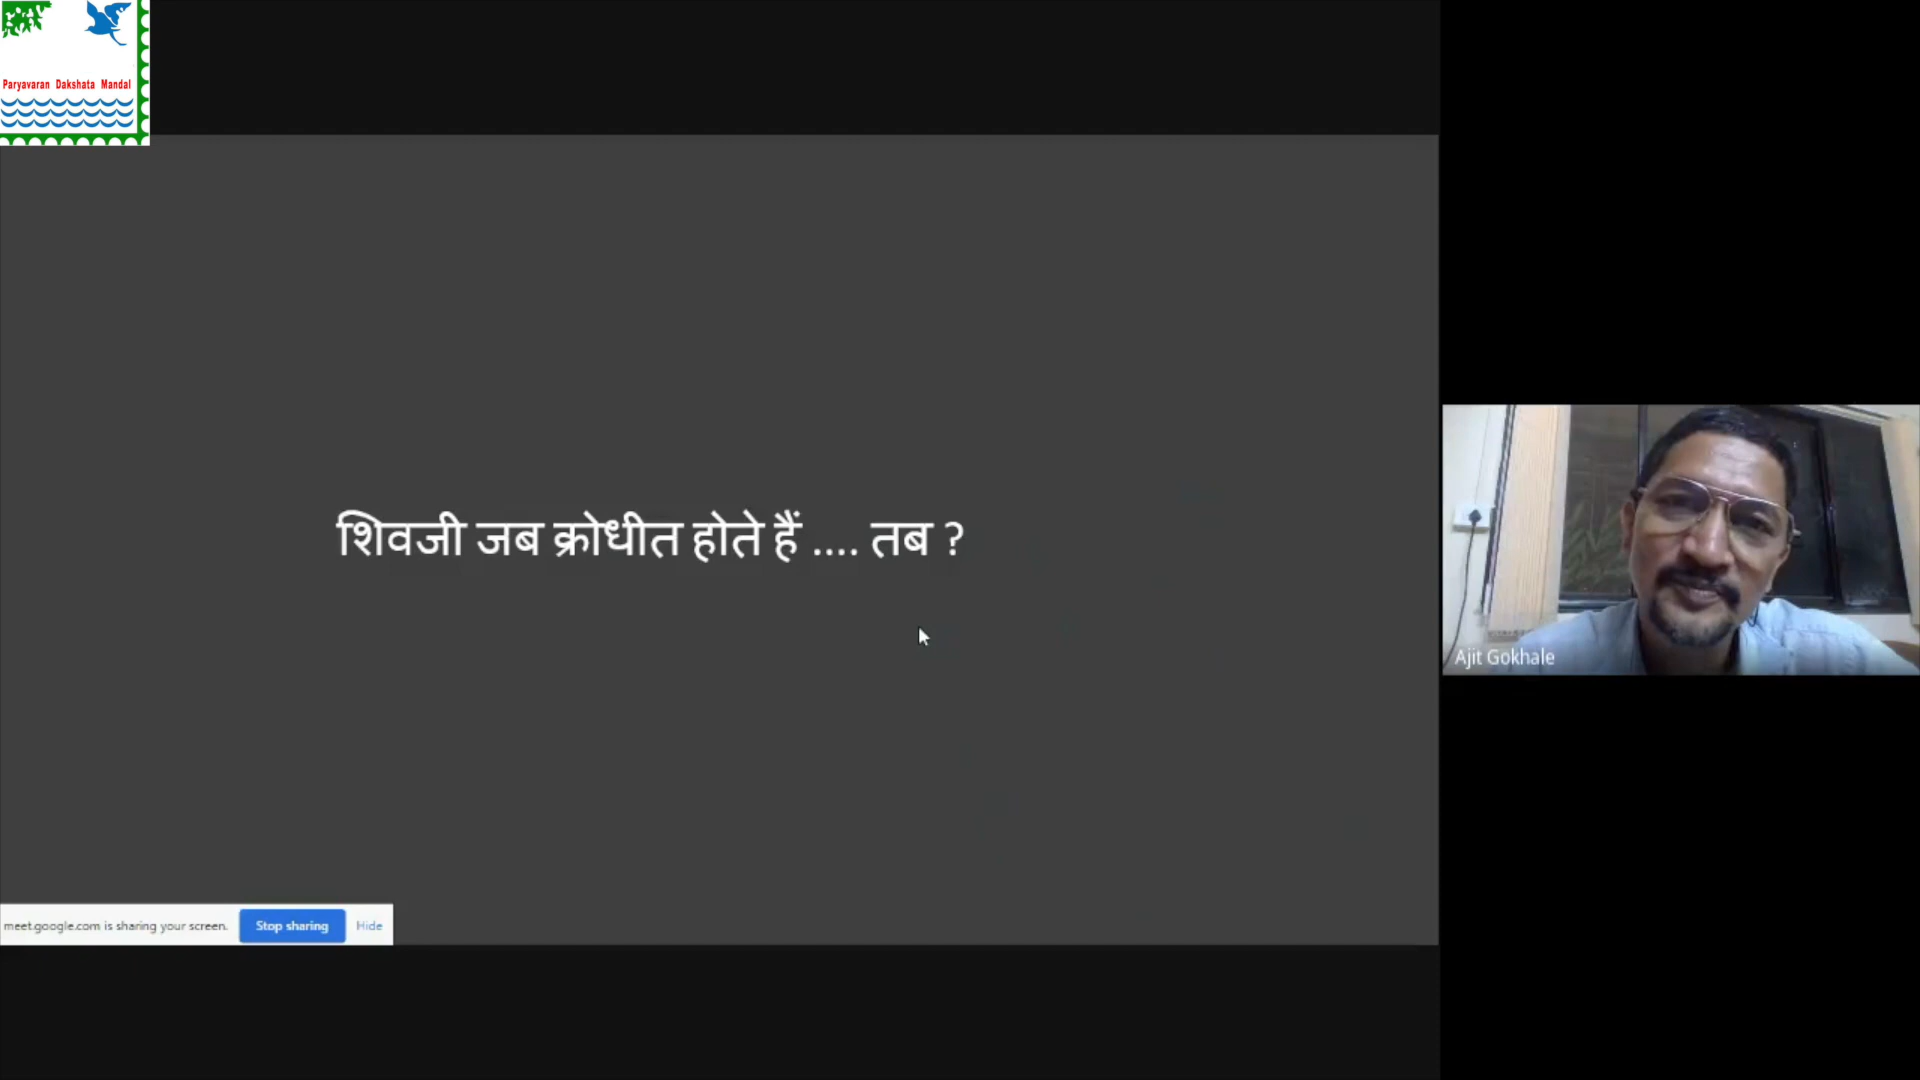 Paryavaran Dakshata Mandal
शिवजी जब क्रोधीत होते हैं .... तब ?
Ajit Gokhale
meet.google.com is sharing your screen. Stop sharing Hide